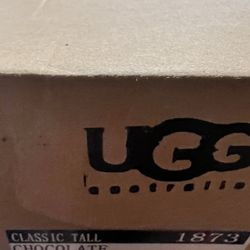 UGG
australia
CLASSIC TALL 1873
CHOCOLATE